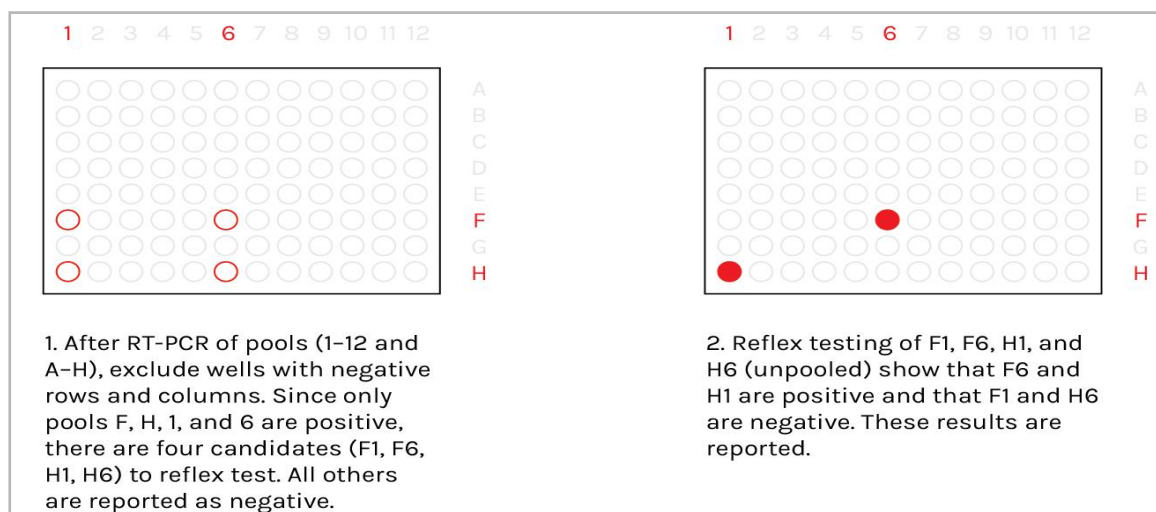 1 2 3 4 5 6 7 8 9 10 11 12
A
B
C
D
E
F
G
H
1. After RT-PCR of pools (1–12 and
A–H), exclude wells with negative
rows and columns. Since only
pools F, H, 1, and 6 are positive,
there are four candidates (F1, F6,
H1, H6) to reflex test. All others
are reported as negative.
1 2 3 4 5 6 7 8 9 10 11 12
A
B
C
D
E
F
G
H
2. Reflex testing of F1, F6, H1, and
H6 (unpooled) show that F6 and
H1 are positive and that F1 and H6
are negative. These results are
reported.